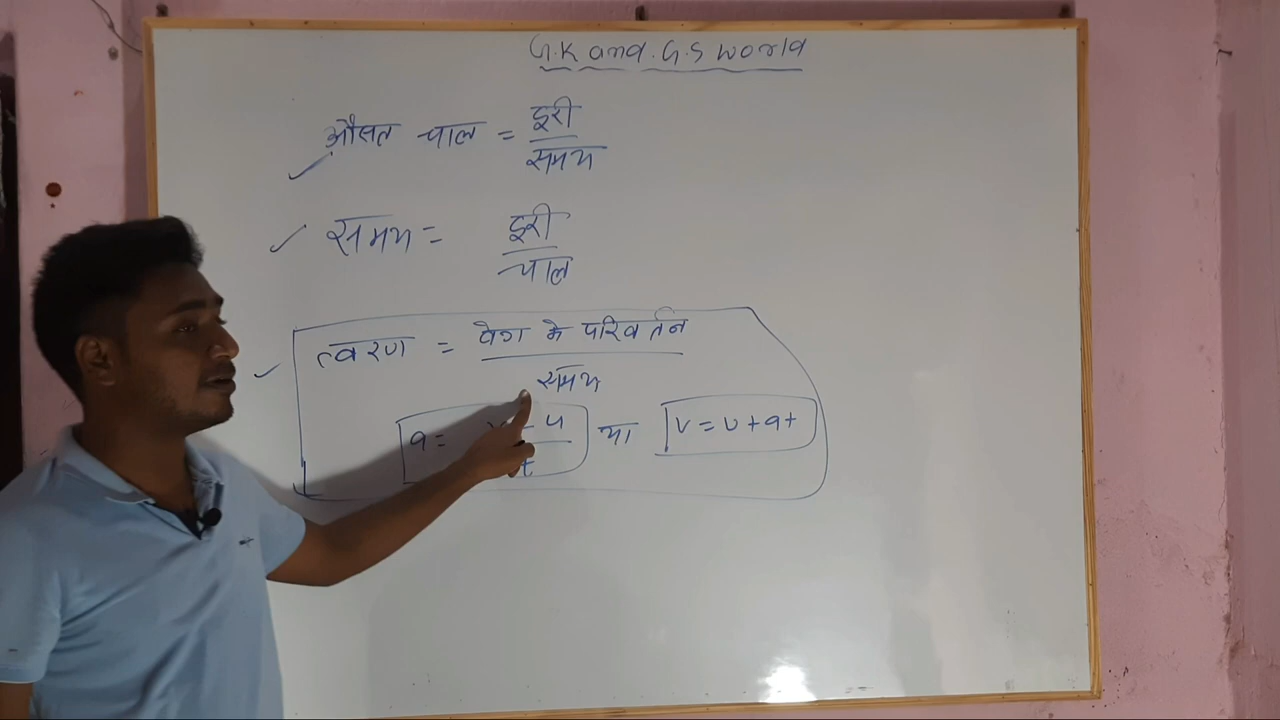 G.K and. G.S World
औसत चाल = दूरी / समय
समय = दूरी / चाल
त्वरण = वेग के परिवर्तन / समय
a = v - u / t या v = u + at